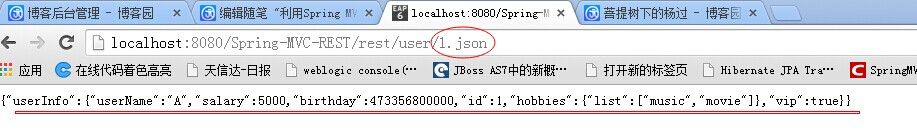 博客后台管理 - 博客园 × 编辑随笔 "利用Spring MV × EAP 6 localhost:8080/Spring-M × 菩提树下的杨过 - 博客园 ×
localhost:8080/Spring-MVC-REST/rest/user/1.json
应用 在线代码着色高亮 天信达-日报 weblogic console(... JBoss AS7中的新概... 打开新的标签页 Hibernate JPA Tra... SpringM
{"userInfo":{"userName":"A","salary":5000,"birthday":473356800000,"id":1,"hobbies":{"list":["music","movie"]},"vip":true}}